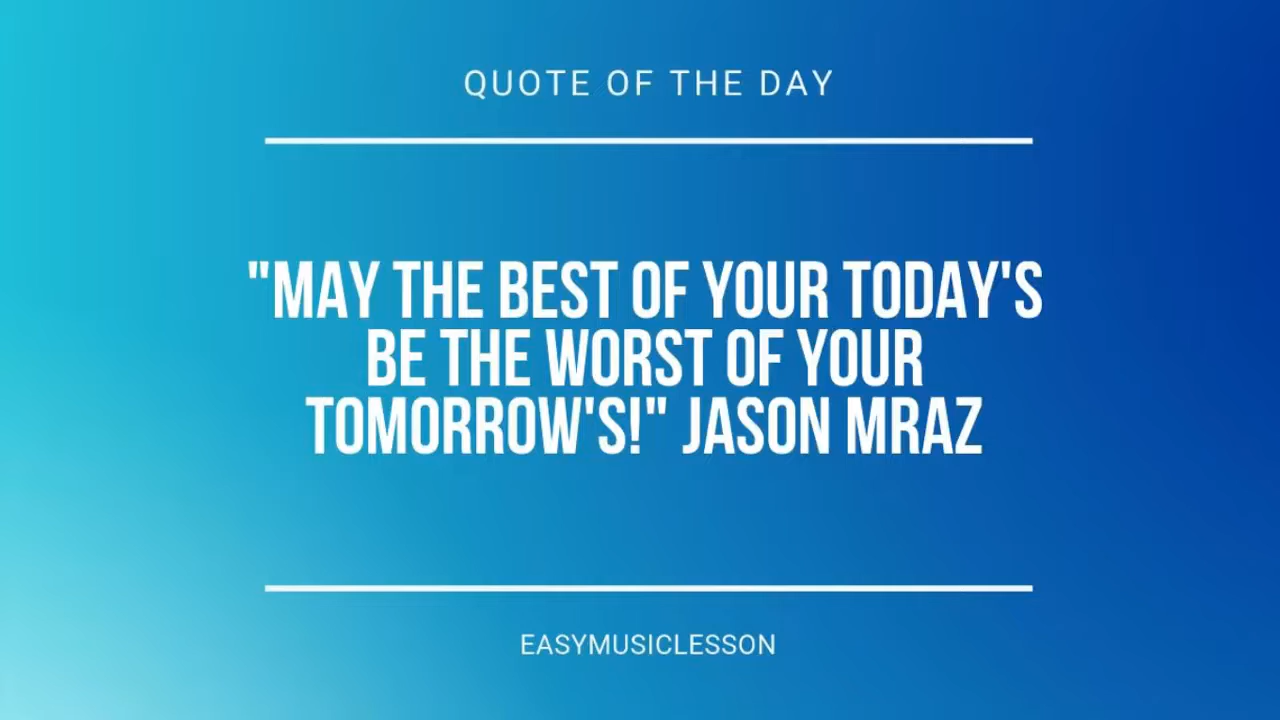 QUOTE OF THE DAY
"MAY THE BEST OF YOUR TODAY'S
BE THE WORST OF YOUR
TOMORROW'S!" JASON MRAZ
EASYMUSICLESSON